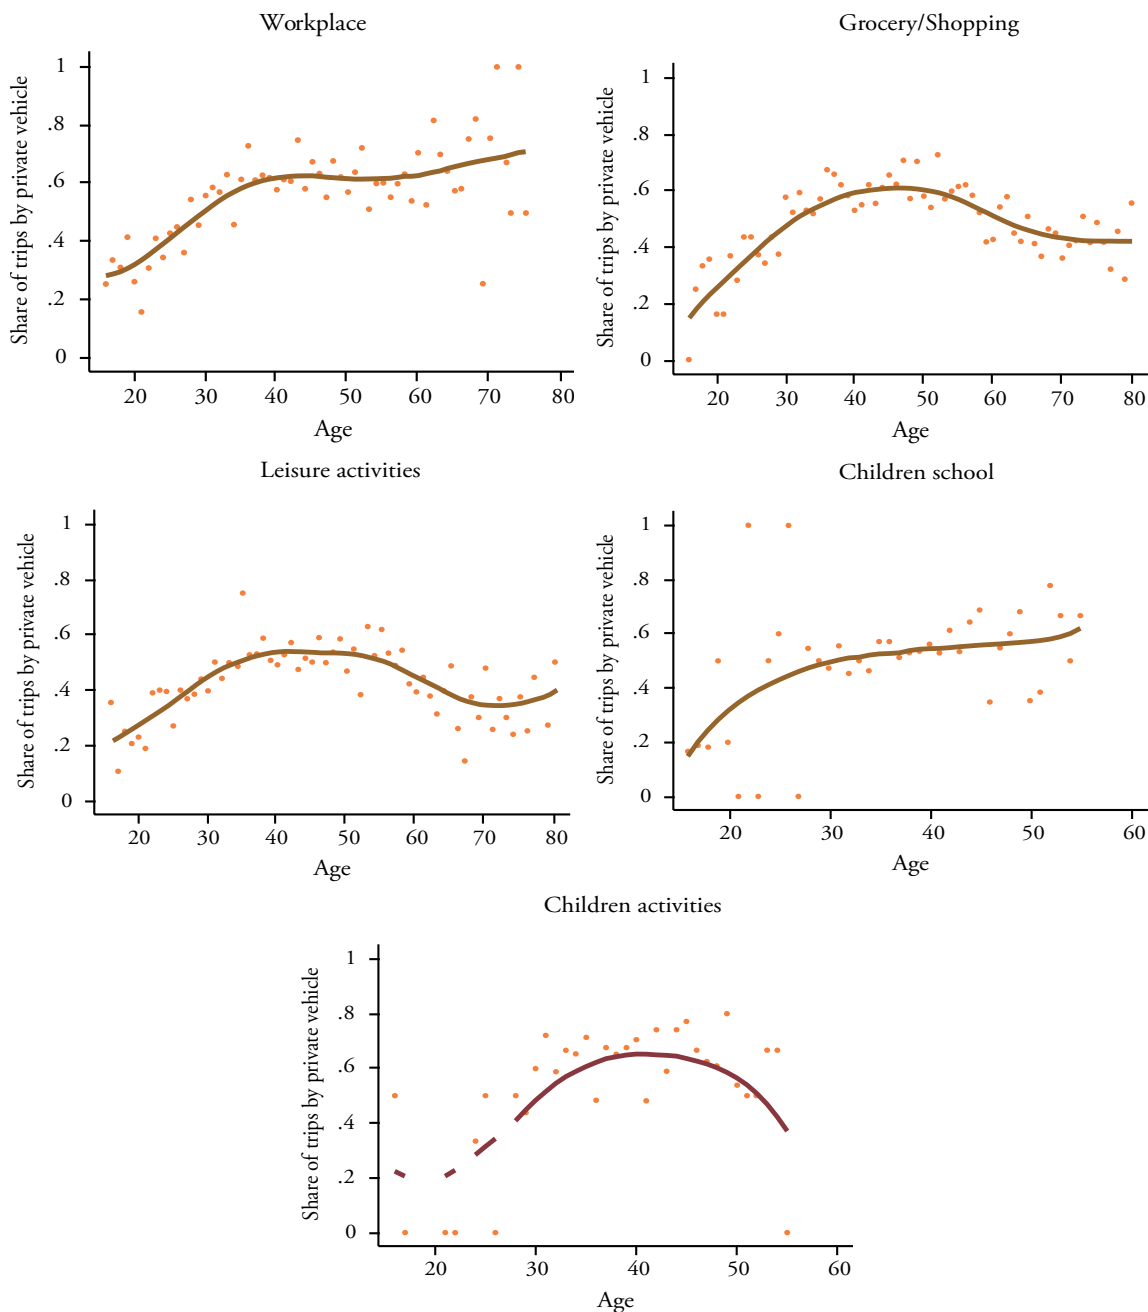 Workplace
Share of trips by private vehicle
1
.8
.6
.4
.2
0
20 30 40 50 60 70 80
Age
Grocery/Shopping
Share of trips by private vehicle
1
.8
.6
.4
.2
0
20 30 40 50 60 70 80
Age
Leisure activities
Share of trips by private vehicle
1
.8
.6
.4
.2
0
20 30 40 50 60 70 80
Age
Children school
Share of trips by private vehicle
1
.8
.6
.4
.2
0
20 30 40 50 60
Age
Children activities
Share of trips by private vehicle
1
.8
.6
.4
.2
0
20 30 40 50 60
Age